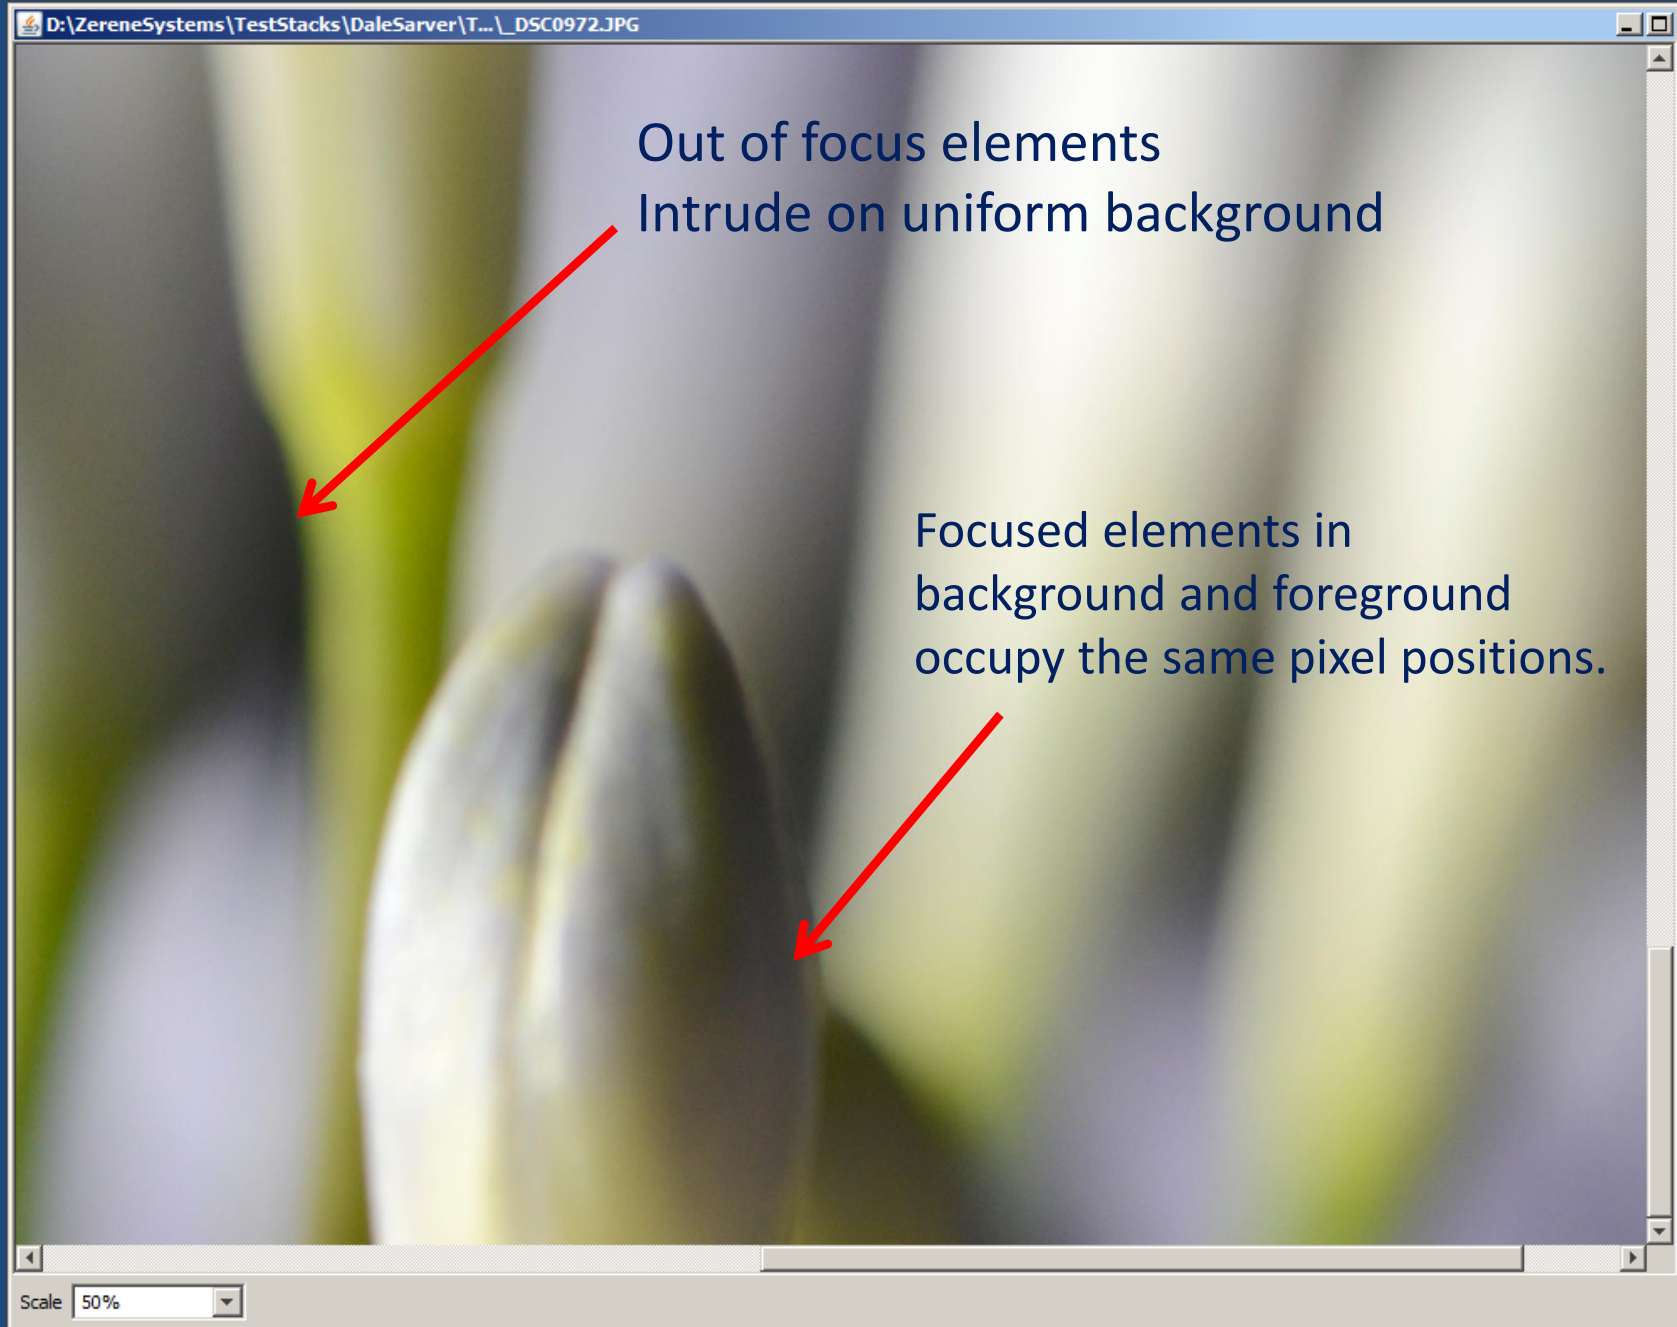 D:\ZereneSystems\TestStacks\DaleSarver\T...\_DSC0972.JPG
Out of focus elements
Intrude on uniform background
Focused elements in
background and foreground
occupy the same pixel positions.
Scale 50%